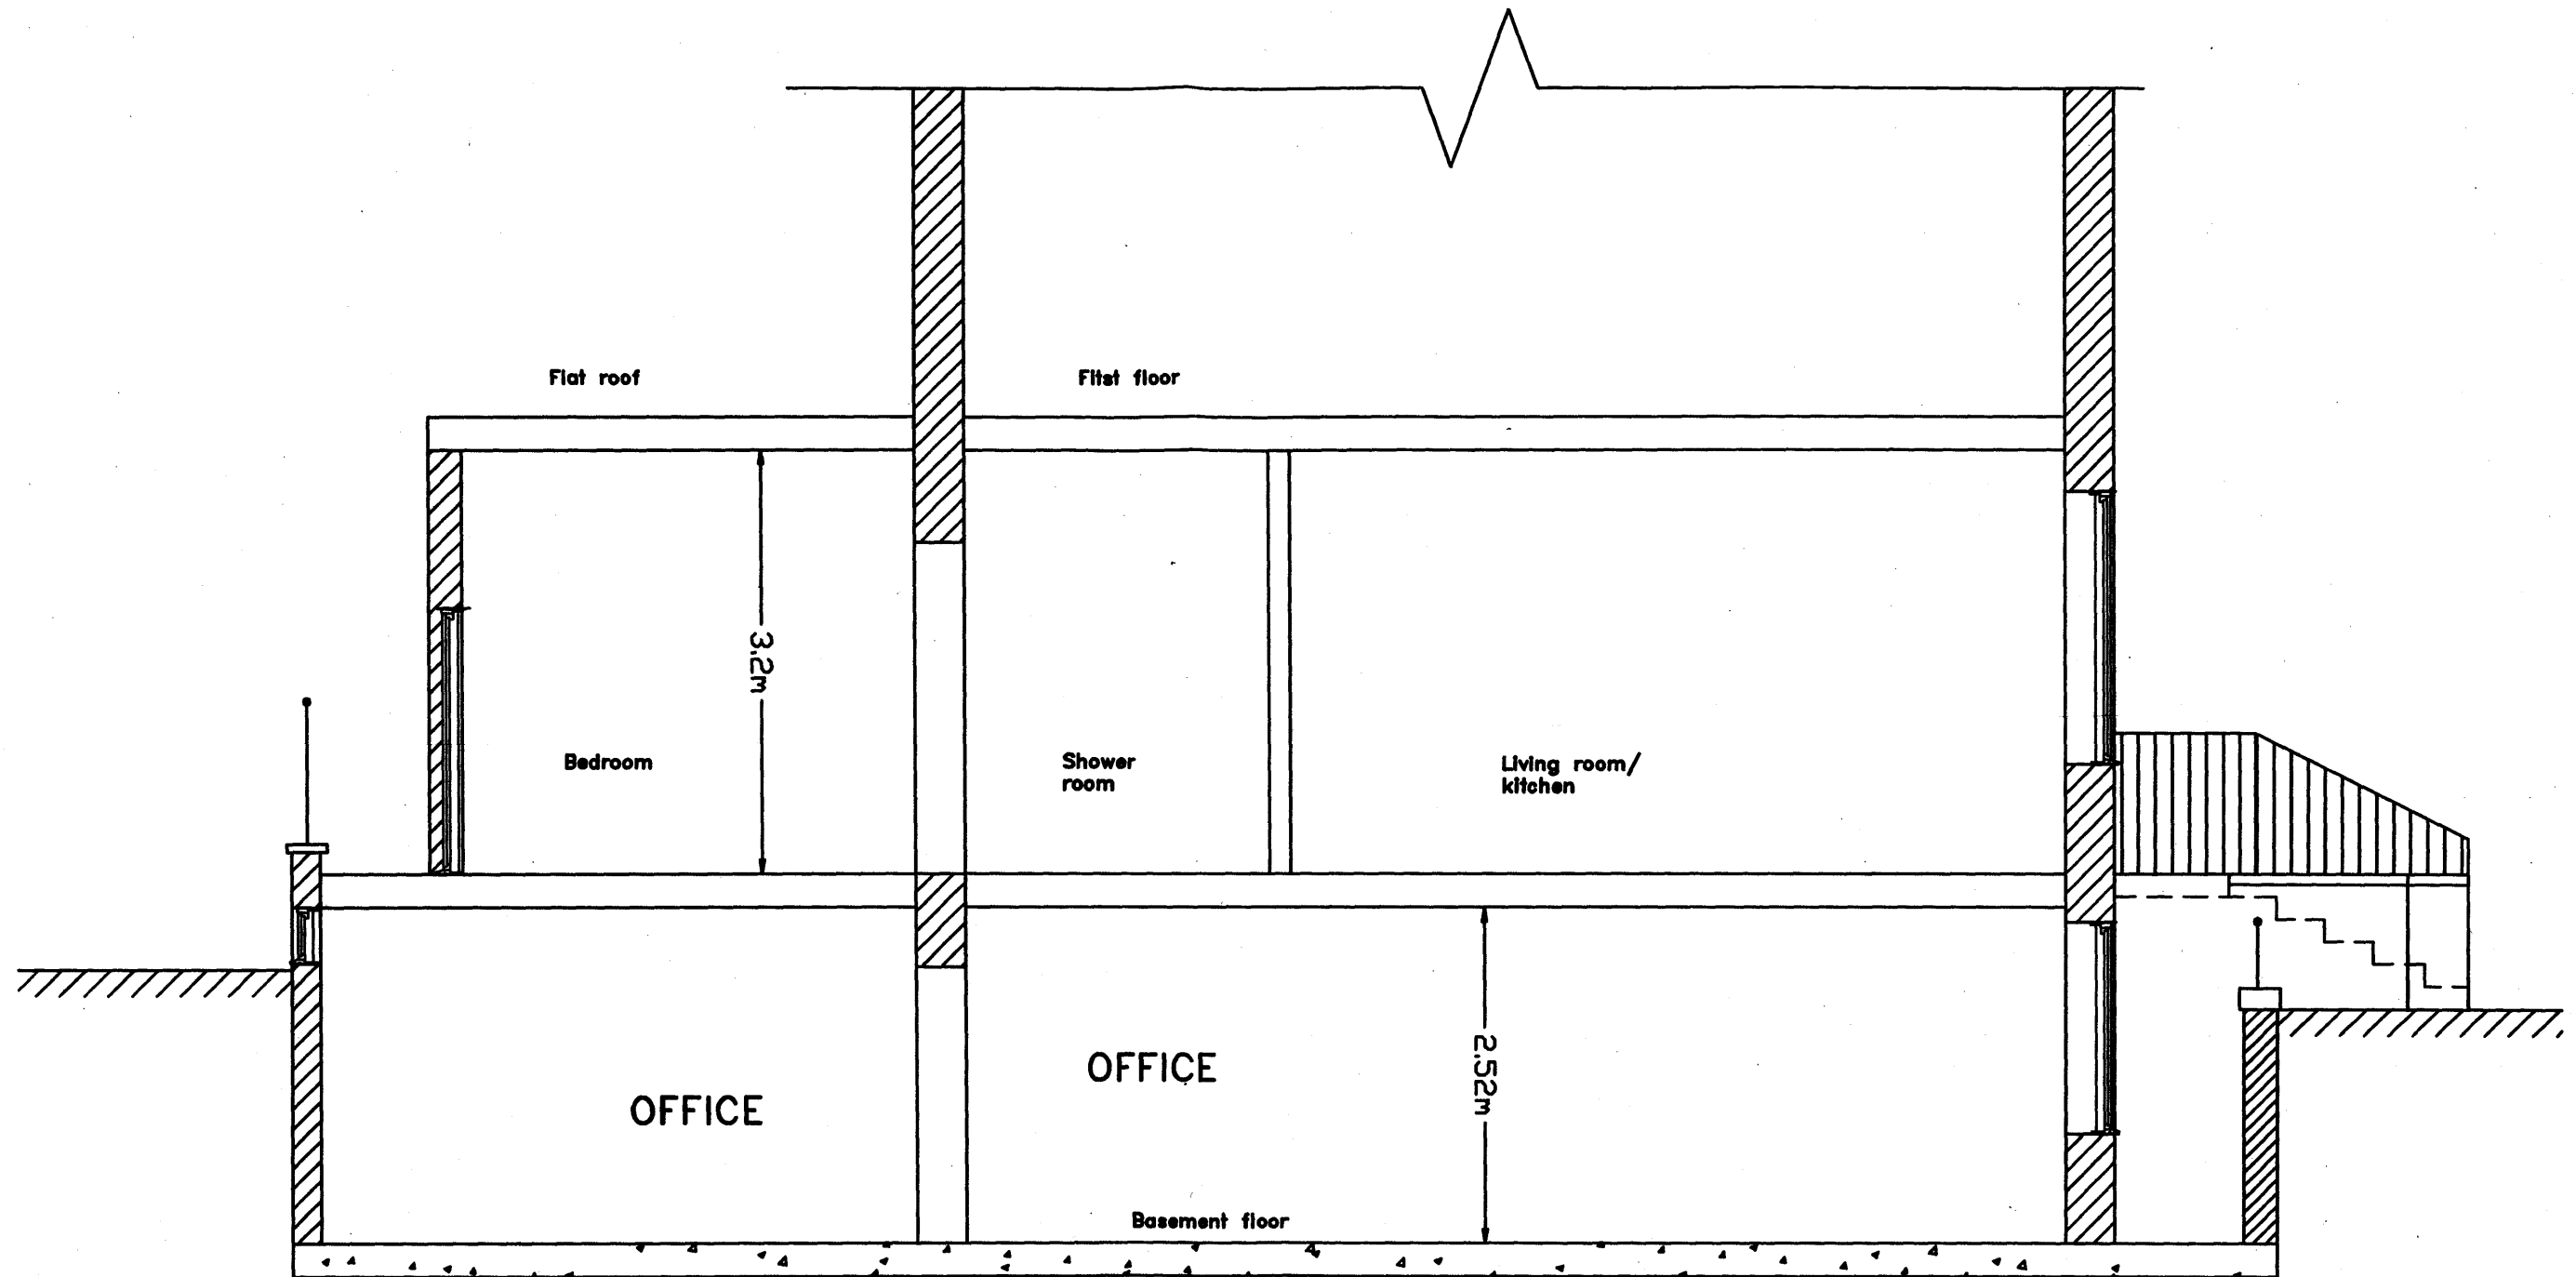 Flat roof
Fitst floor
3.2m
Bedroom
Shower
room
Living room/
kitchen
OFFICE
OFFICE
2.52m
Basement floor